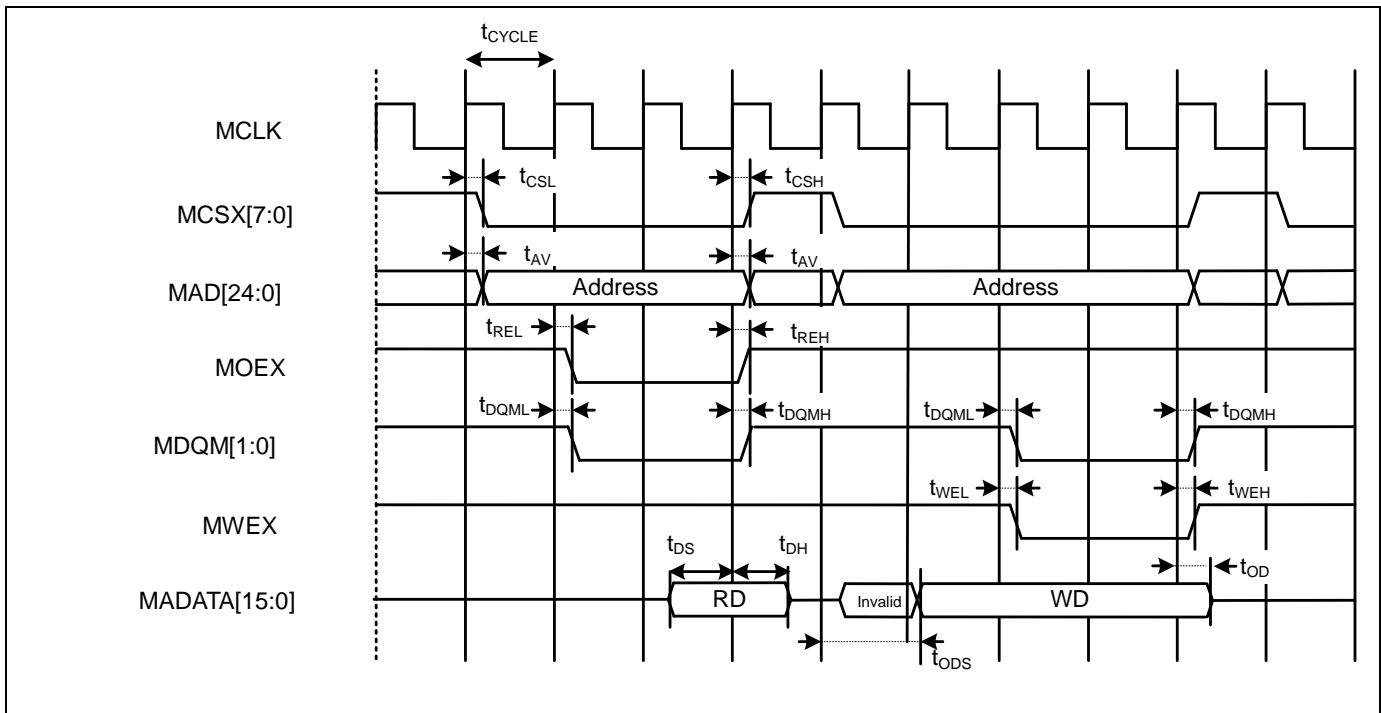 tCYCLE
MCLK
tCSL tCSH
MCSX[7:0]
tAV tAV
MAD[24:0] Address Address
tREL tREH
MOEX
tDQML tDQMH tDQML tDQMH
MDQM[1:0]
tWEL tWEH
MWEX
tDS tDH tOD
MADATA[15:0] RD Invalid WD
tODS